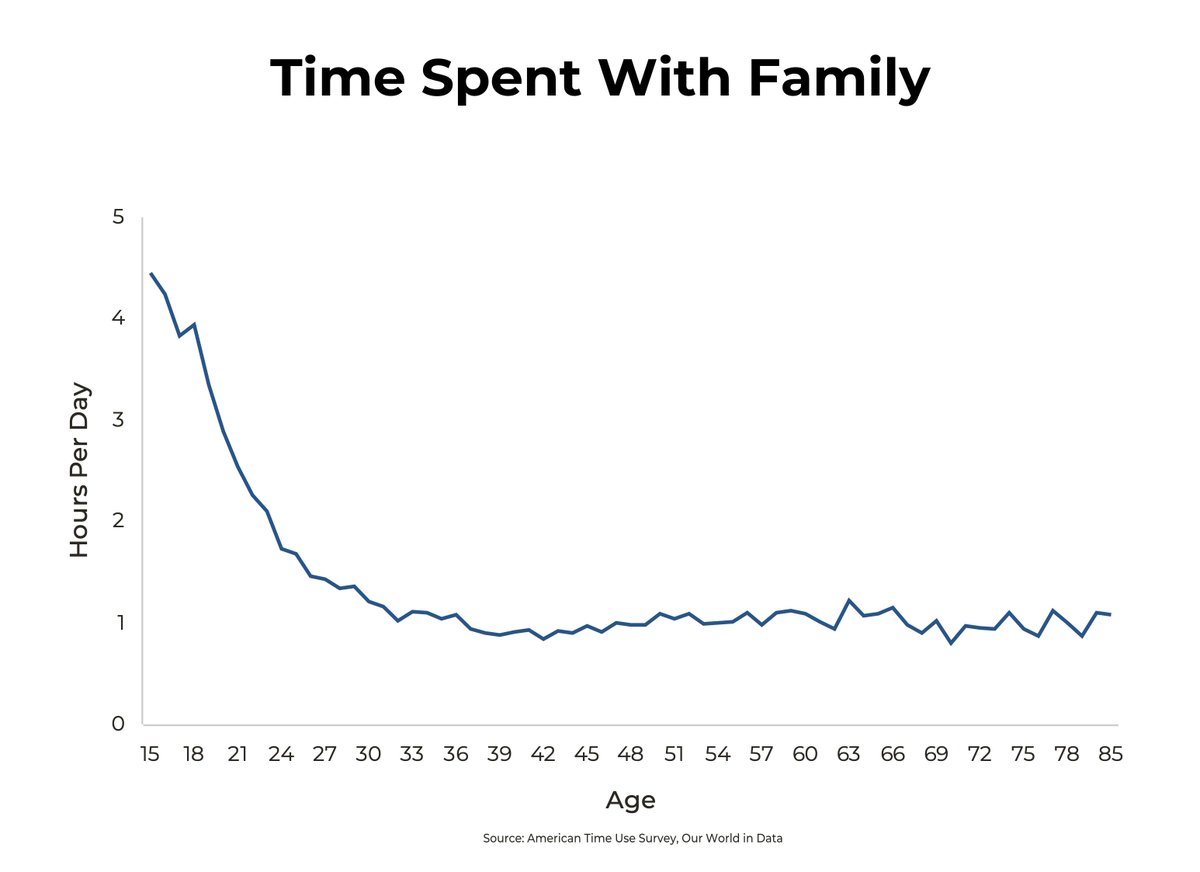 Time Spent With Family
5
4
3
2
1
0
Hours Per Day
15 18 21 24 27 30 33 36 39 42 45 48 51 54 57 60 63 66 69 72 75 78 85
Age
Source: American Time Use Survey, Our World in Data